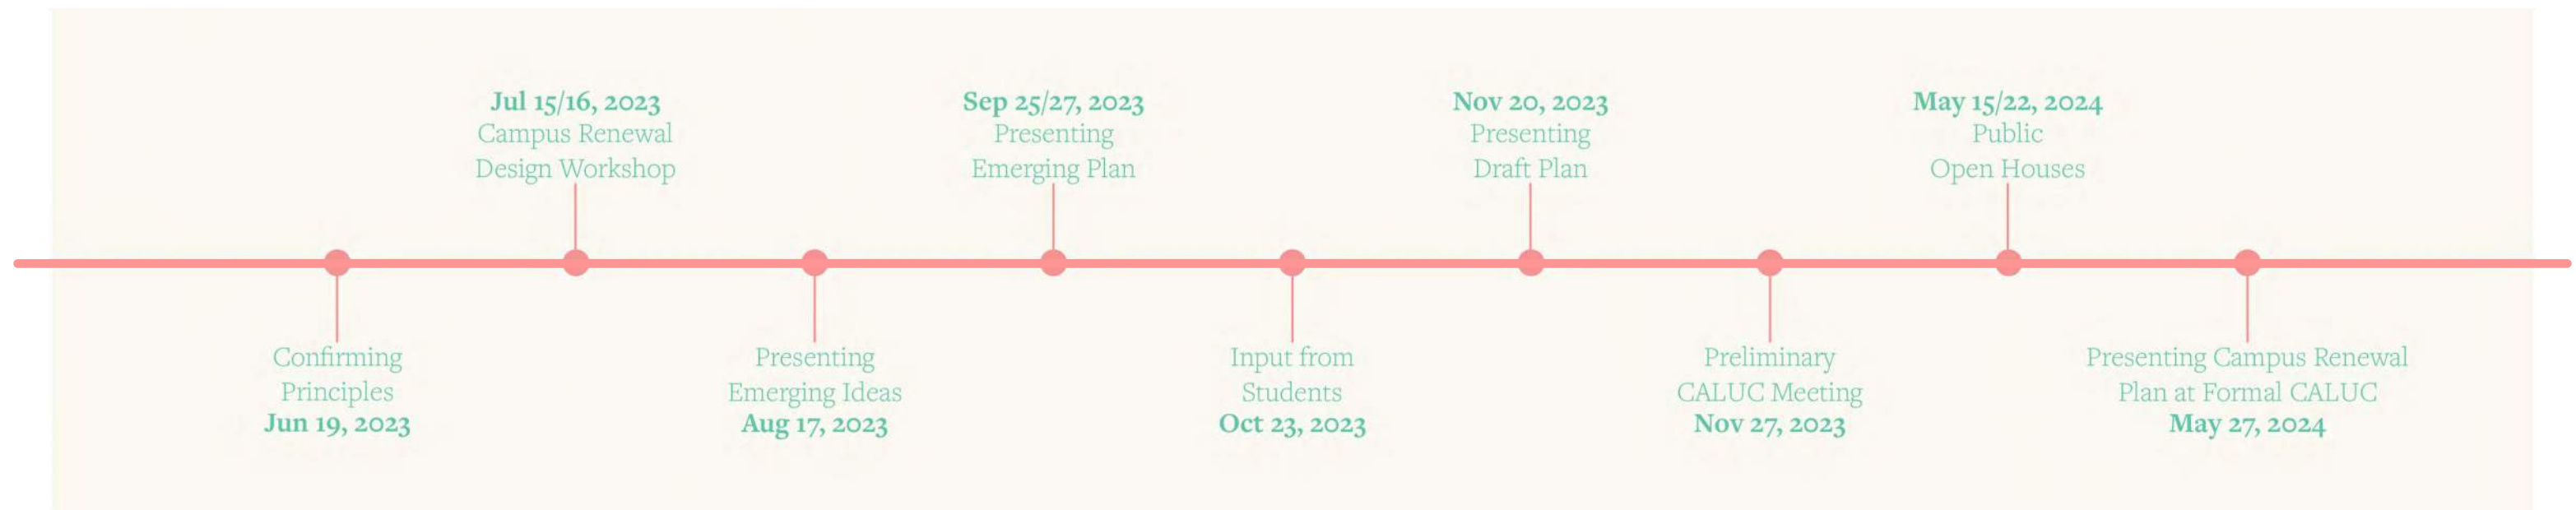 Jul 15/16, 2023
Campus Renewal
Design Workshop
Sep 25/27, 2023
Presenting
Emerging Plan
Nov 20, 2023
Presenting
Draft Plan
May 15/22, 2024
Public
Open Houses
Confirming
Principles
Jun 19, 2023
Presenting
Emerging Ideas
Aug 17, 2023
Input from
Students
Oct 23, 2023
Preliminary
CALUC Meeting
Nov 27, 2023
Presenting Campus Renewal
Plan at Formal CALUC
May 27, 2024